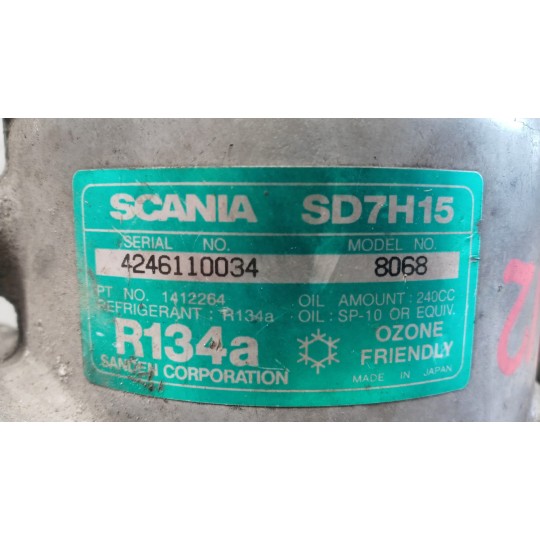 SCANIA SD7H15
SERIAL NO. MODEL NO.
4246110034 8068
PT NO. 1412264 OIL AMOUNT : 240CC
REFRIGERANT : R134a OIL : SP-10 OR EQUIV.
R134a OZONE
FRIENDLY
SANDEN CORPORATION MADE IN JAPAN
2